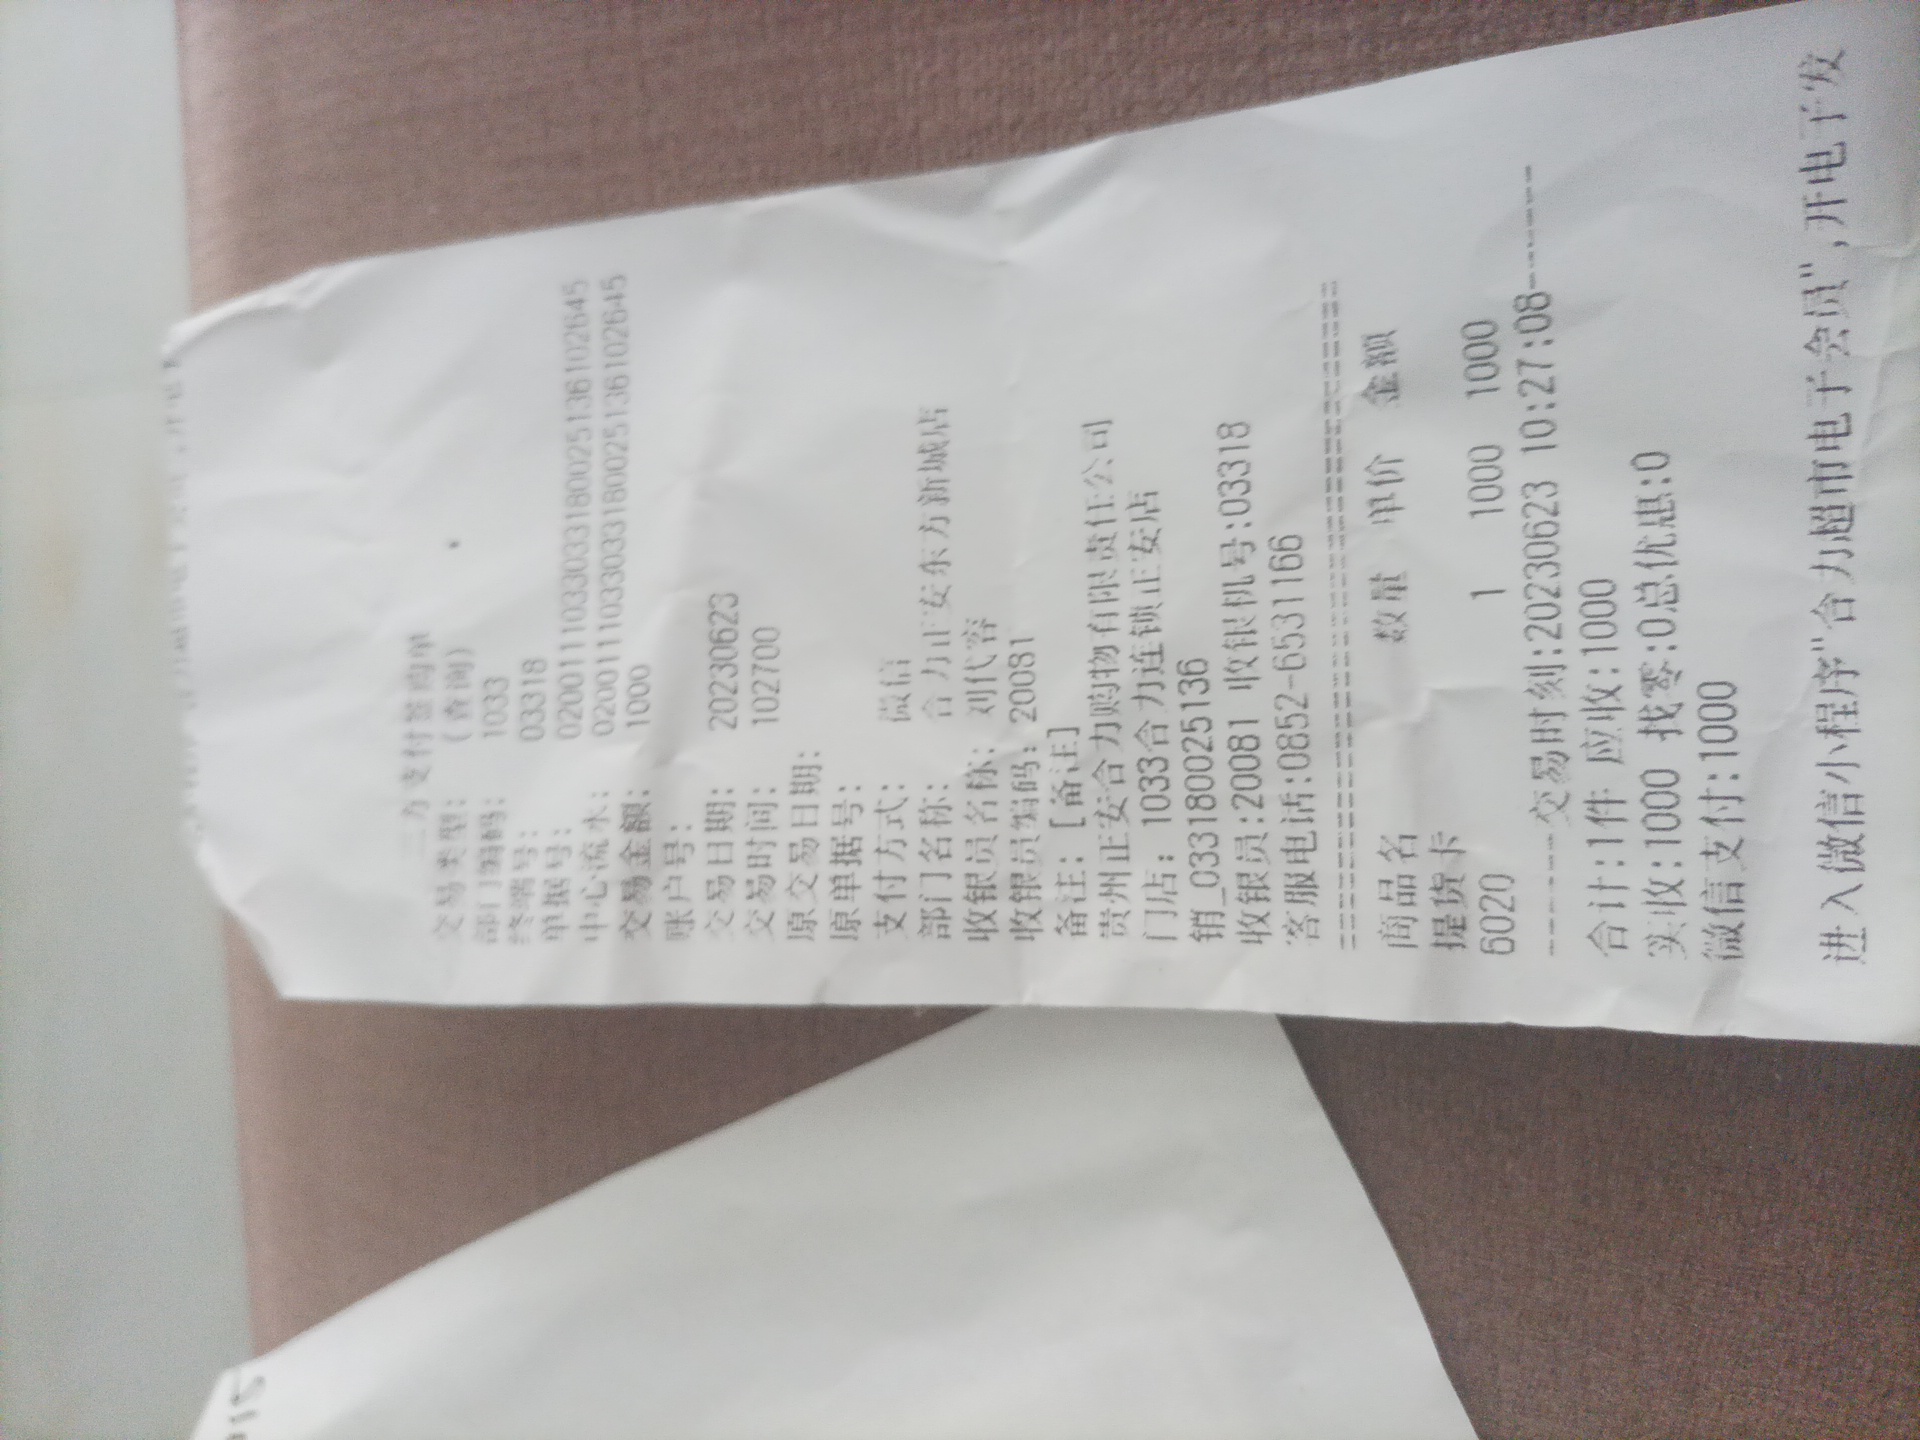 三方支付签购单
交易类型: (查询)
部门编码: 1033
终端号: 03318
单据号: 0200111033033180025136102645
中心流水: 0200111033033180025136102645
交易金额: 1000
账户号:
交易日期: 20230623
交易时间: 102700
原交易日期:
原单据号:
支付方式: 微信
部门名称: 合力正安东方新城店
收银员名称: 刘代容
收银员编码: 20081
备注: [备注]
贵州正安合力购物有限责任公司
门店: 1033合力连锁正安店
销_033180025136
收银员:20081 收银机号:03318
客服电话:0852-6531166
商品名 数量 单价 金额
提货卡
6020 1 1000 1000
-------交易时刻:20230623 10:27:08-------
合计:1件 应收:1000
实收:1000 找零:0总优惠:0
微信支付:1000
进入微信小程序"合力超市电子会员",开电子发